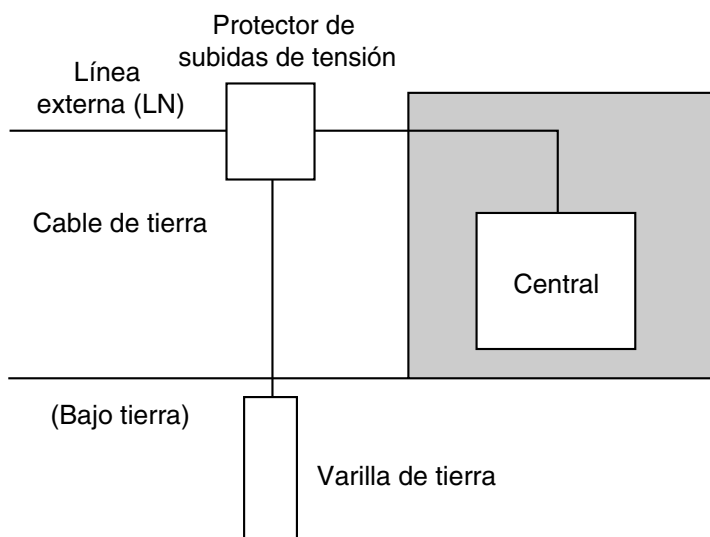 Protector de
subidas de tensión
Línea
externa (LN)
Cable de tierra
Central
(Bajo tierra)
Varilla de tierra